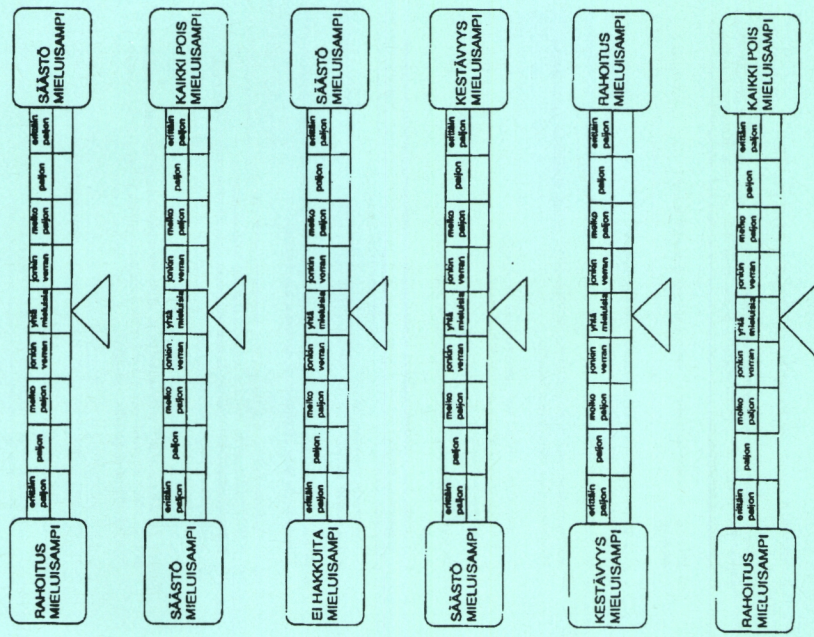 RAHOITUS
MIELUISAMPI
erittäin
paljon
paljon
melko
paljon
jonkin
verran
yhtä
mieluisia
jonkin
verran
melko
paljon
paljon
erittäin
paljon
SÄÄSTÖ
MIELUISAMPI
SÄÄSTÖ
MIELUISAMPI
erittäin
paljon
paljon
melko
paljon
jonkin
verran
yhtä
mieluisia
jonkin
verran
melko
paljon
paljon
erittäin
paljon
KAIKKI POIS
MIELUISAMPI
EI HAKKUITA
MIELUISAMPI
erittäin
paljon
paljon
melko
paljon
jonkin
verran
yhtä
mieluisia
jonkin
verran
melko
paljon
paljon
erittäin
paljon
SÄÄSTÖ
MIELUISAMPI
SÄÄSTÖ
MIELUISAMPI
erittäin
paljon
paljon
melko
paljon
jonkin
verran
yhtä
mieluisia
jonkin
verran
melko
paljon
paljon
erittäin
paljon
KESTÄVYYS
MIELUISAMPI
KESTÄVYYS
MIELUISAMPI
erittäin
paljon
paljon
melko
paljon
jonkin
verran
yhtä
mieluisia
jonkin
verran
melko
paljon
paljon
erittäin
paljon
RAHOITUS
MIELUISAMPI
RAHOITUS
MIELUISAMPI
erittäin
paljon
paljon
melko
paljon
jonkin
verran
yhtä
mieluisia
jonkin
verran
melko
paljon
paljon
erittäin
paljon
KAIKKI POIS
MIELUISAMPI